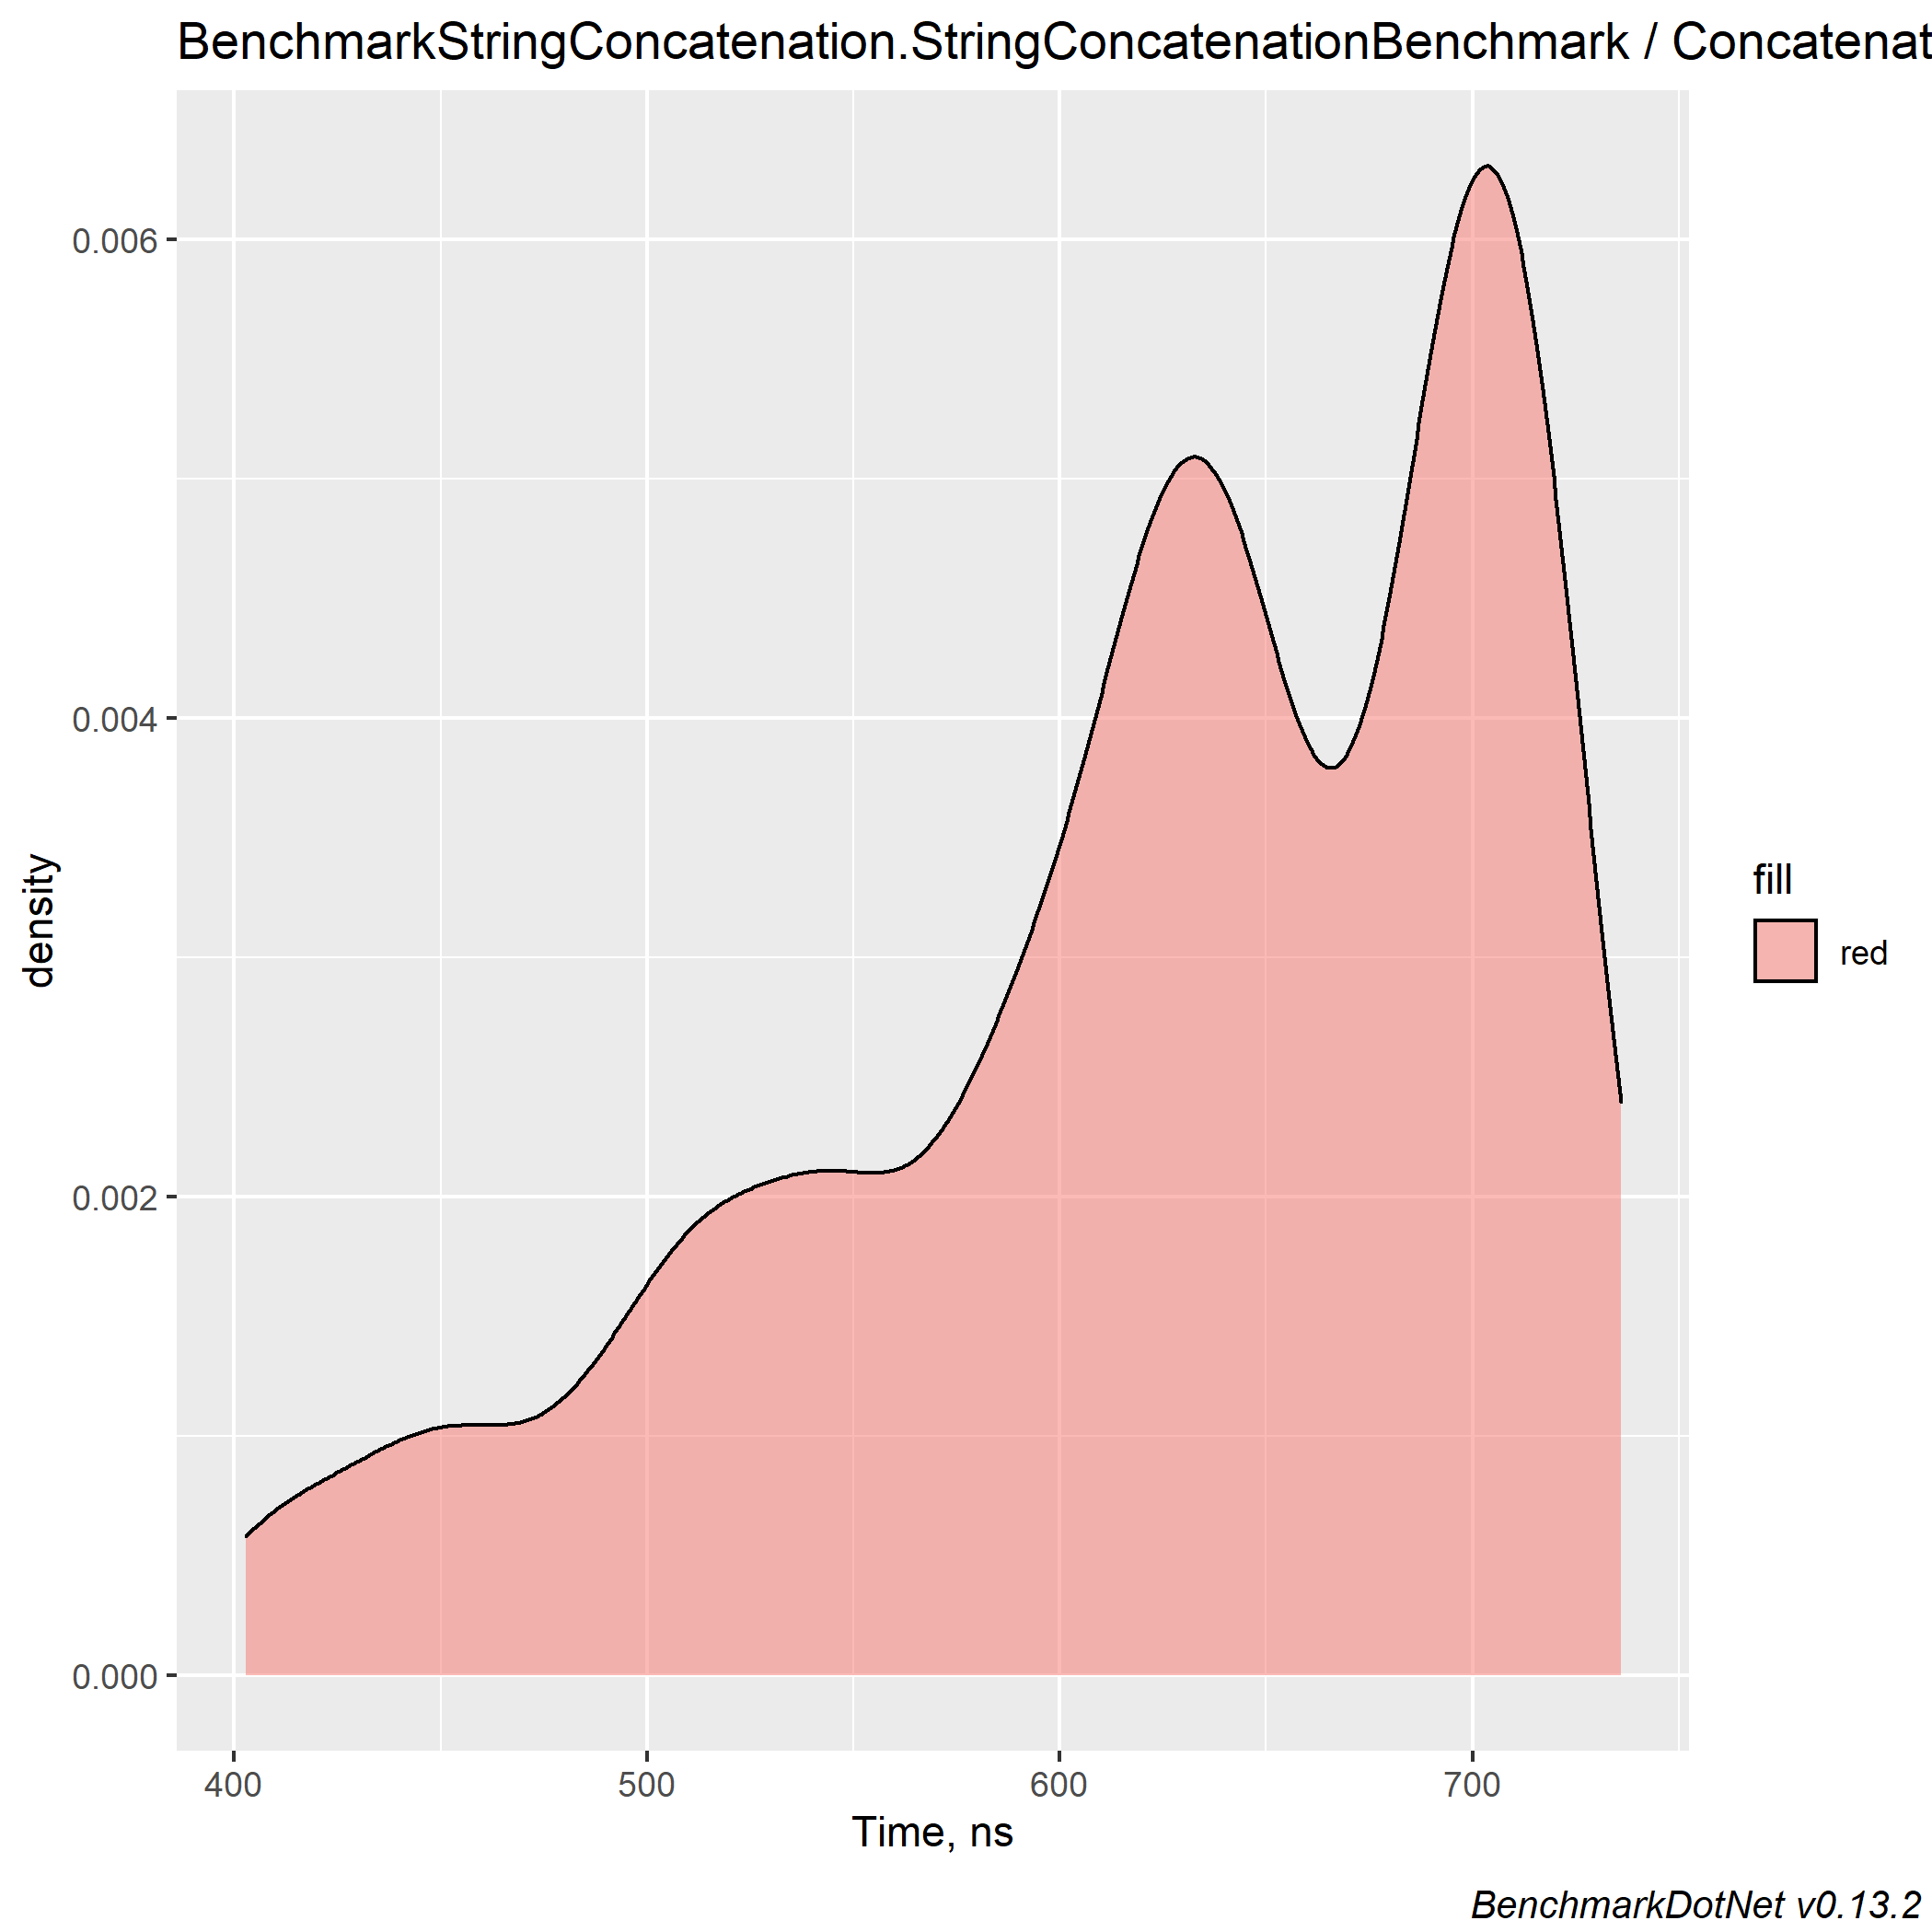 BenchmarkStringConcatenation.StringConcatenationBenchmark / Concatenat
0.006
0.004
0.002
0.000
density
400 500 600 700
Time, ns
fill
red
BenchmarkDotNet v0.13.2